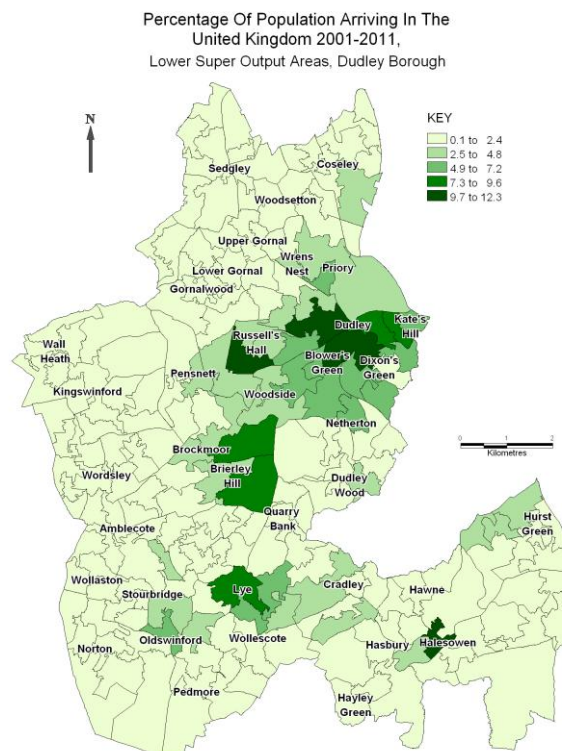 Percentage Of Population Arriving In The
United Kingdom 2001-2011,
Lower Super Output Areas, Dudley Borough
N
KEY
0.1 to 2.4
2.5 to 4.8
4.9 to 7.2
7.3 to 9.6
9.7 to 12.3
Coseley
Sedgley
Woodsetton
Upper Gornal
Wrens
Nest
Priory
Lower Gornal
Gornalwood
Kate's
Hill
Dudley
Russell's
Hall
Wall
Heath
Blower's
Green
Dixon's
Green
Pensnett
Kingswinford
Woodside
Netherton
Brockmoor
0 1 2
Kilometres
Brierley
Hill
Wordsley
Dudley
Wood
Quarry
Bank
Amblecote
Hurst
Green
Wollaston
Stourbridge
Lye
Cradley
Hawne
Oldswinford
Wollescote
Norton
Hasbury
Halesowen
Pedmore
Hayley
Green